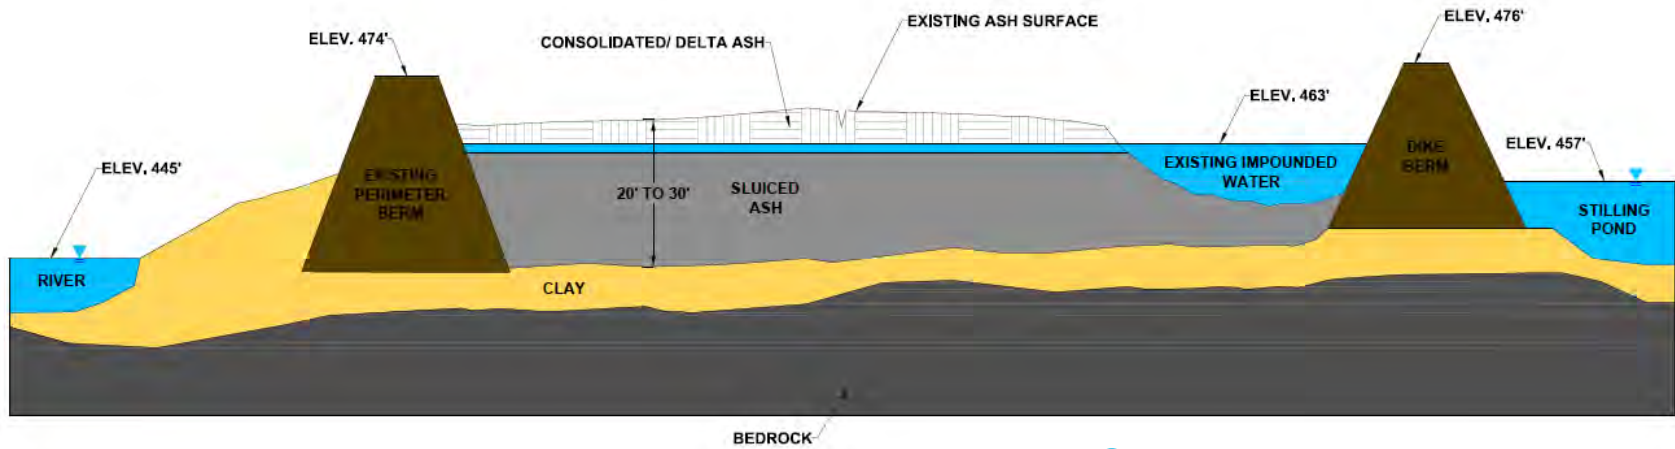 ELEV. 474'
CONSOLIDATED/ DELTA ASH
EXISTING ASH SURFACE
ELEV. 476'
ELEV. 463'
ELEV. 457'
ELEV. 445'
EXISTING
PERIMETER
BERM
20' TO 30'
SLUICED
ASH
EXISTING IMPOUNDED
WATER
DIKE
BERM
STILLING
POND
RIVER
CLAY
BEDROCK